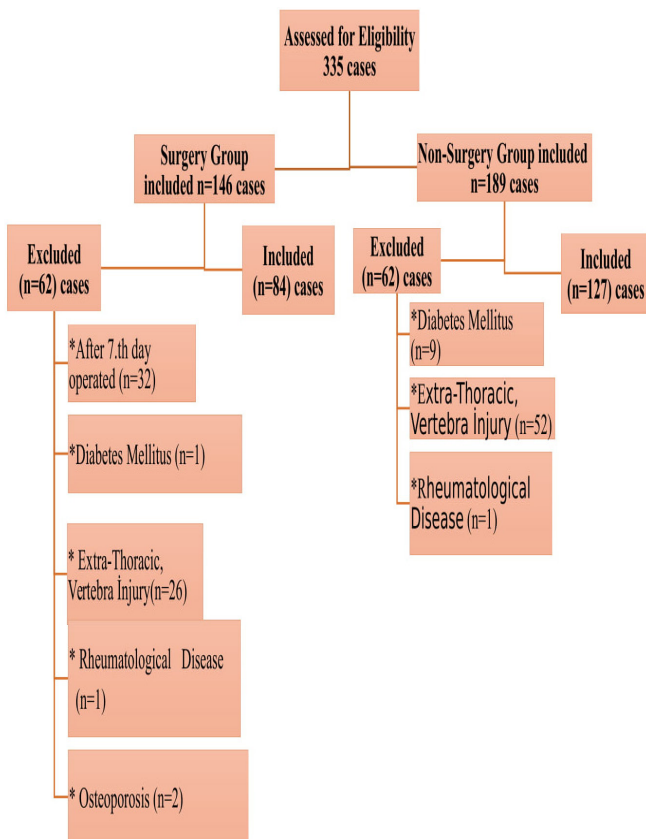 Assessed for Eligibility
335 cases
Surgery Group
included n=146 cases
Non-Surgery Group included
n=189 cases
Excluded
(n=62) cases
Included
(n=84) cases
Excluded
(n=62) cases
Included
(n=127) cases
*After 7.th day
operated (n=32)
*Diabetes Mellitus (n=1)
* Extra-Thoracic,
Vertebra İnjury(n=26)
* Rheumatological Disease
(n=1)
* Osteoporosis (n=2)
*Diabetes Mellitus
(n=9)
*Extra-Thoracic,
Vertebra İnjury (n=52)
*Rheumatological
Disease (n=1)